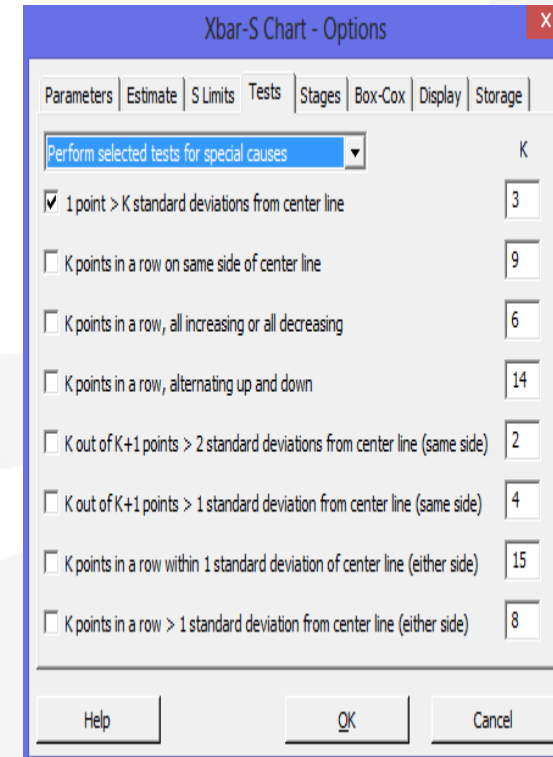 Xbar-S Chart - Options
X
Parameters Estimate S Limits Tests Stages Box-Cox Display Storage
Perform selected tests for special causes K
1 point > K standard deviations from center line 3
K points in a row on same side of center line 9
K points in a row, all increasing or all decreasing 6
K points in a row, alternating up and down 14
K out of K+1 points > 2 standard deviations from center line (same side) 2
K out of K+1 points > 1 standard deviation from center line (same side) 4
K points in a row within 1 standard deviation of center line (either side) 15
K points in a row > 1 standard deviation from center line (either side) 8
Help OK Cancel